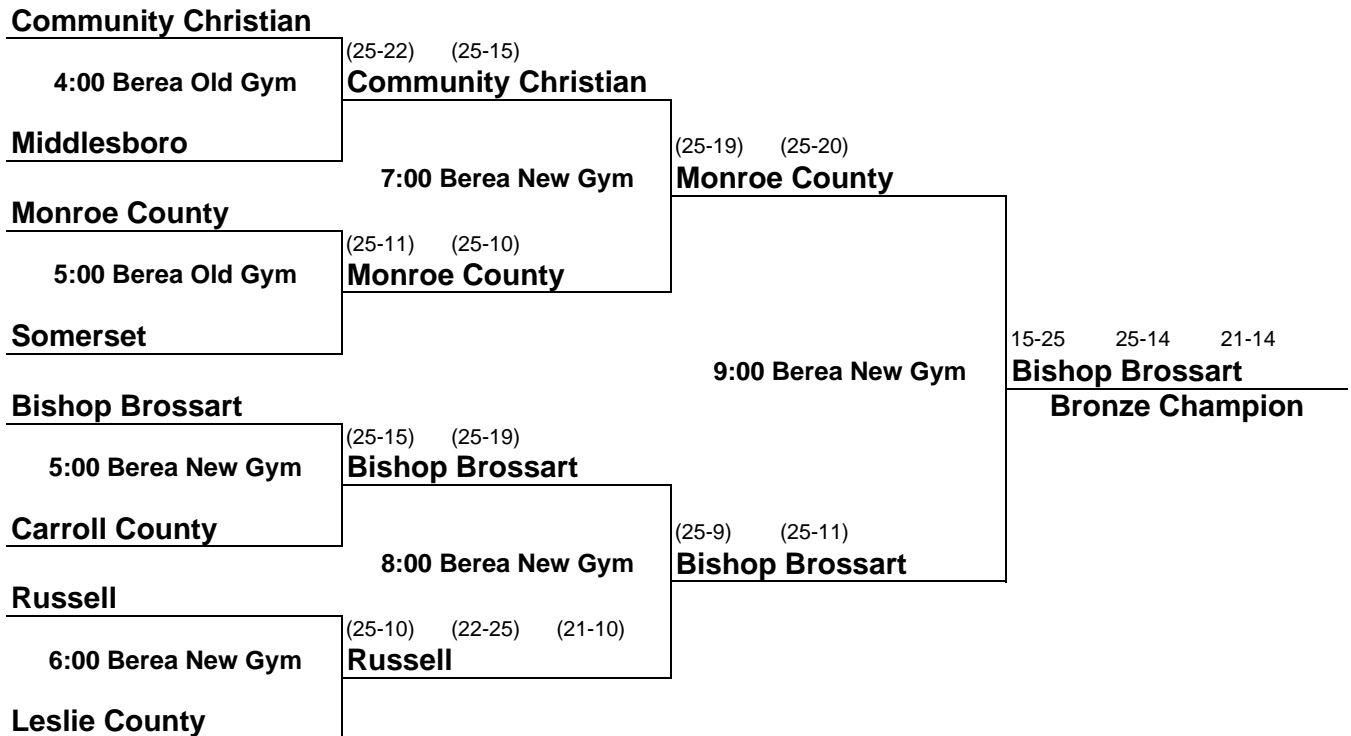 Community Christian
(25-22) (25-15)
4:00 Berea Old Gym Community Christian
Middlesboro
(25-19) (25-20)
7:00 Berea New Gym Monroe County
Monroe County
(25-11) (25-10)
5:00 Berea Old Gym Monroe County
Somerset
15-25 25-14 21-14
9:00 Berea New Gym Bishop Brossart
Bishop Brossart Bronze Champion
(25-15) (25-19)
5:00 Berea New Gym Bishop Brossart
Carroll County
(25-9) (25-11)
8:00 Berea New Gym Bishop Brossart
Russell
(25-10) (22-25) (21-10)
6:00 Berea New Gym Russell
Leslie County